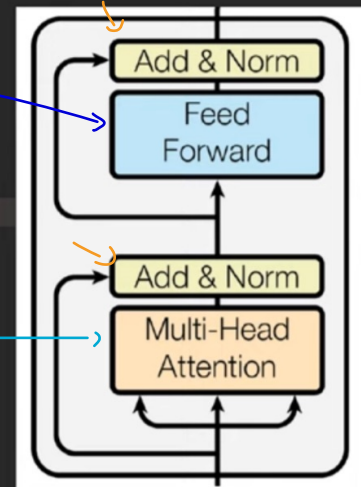 Add & Norm
Feed
Forward
Add & Norm
Multi-Head
Attention